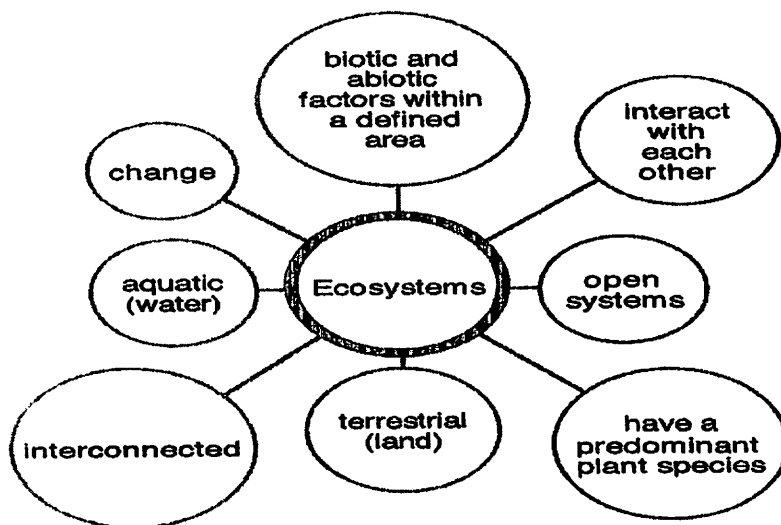 biotic and
abiotic
factors within
a defined
area
interact
with
each
other
change
aquatic
(water)
Ecosystems
open
systems
interconnected
terrestrial
(land)
have a
predominant
plant species